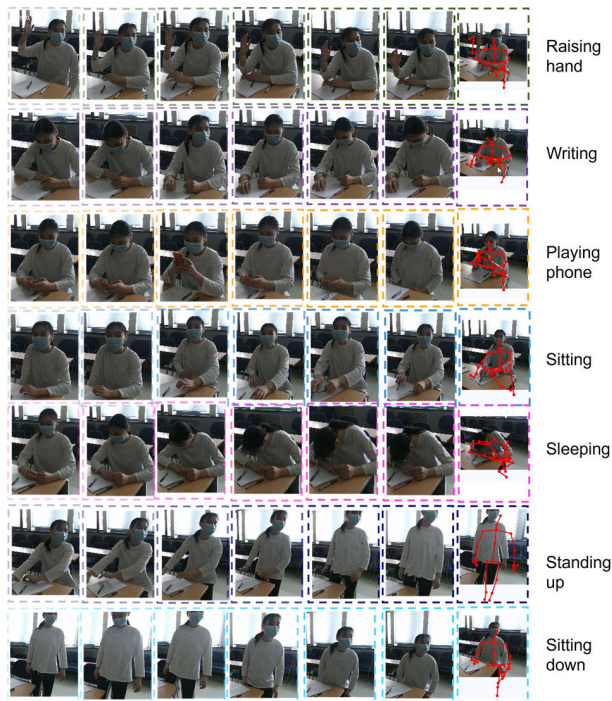 Raising
hand
Writing
Playing
phone
Sitting
Sleeping
Standing
up
Sitting
down